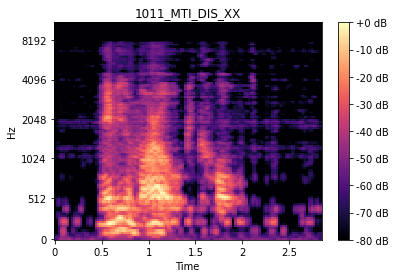 1011_MTI_DIS_XX
+0 dB
8192
-10 dB
4096
-20 dB
-30 dB
2048
Hz
-40 dB
1024
-50 dB
512
-60 dB
-70 dB
0
-80 dB
0 0.5 1 1.5 2 2.5
Time